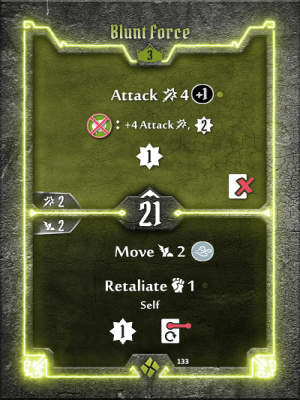 Blunt Force
3
Attack 4 +1
: +4 Attack , 2
1
2
21
2
Move 2
Retaliate 1
Self
1
133